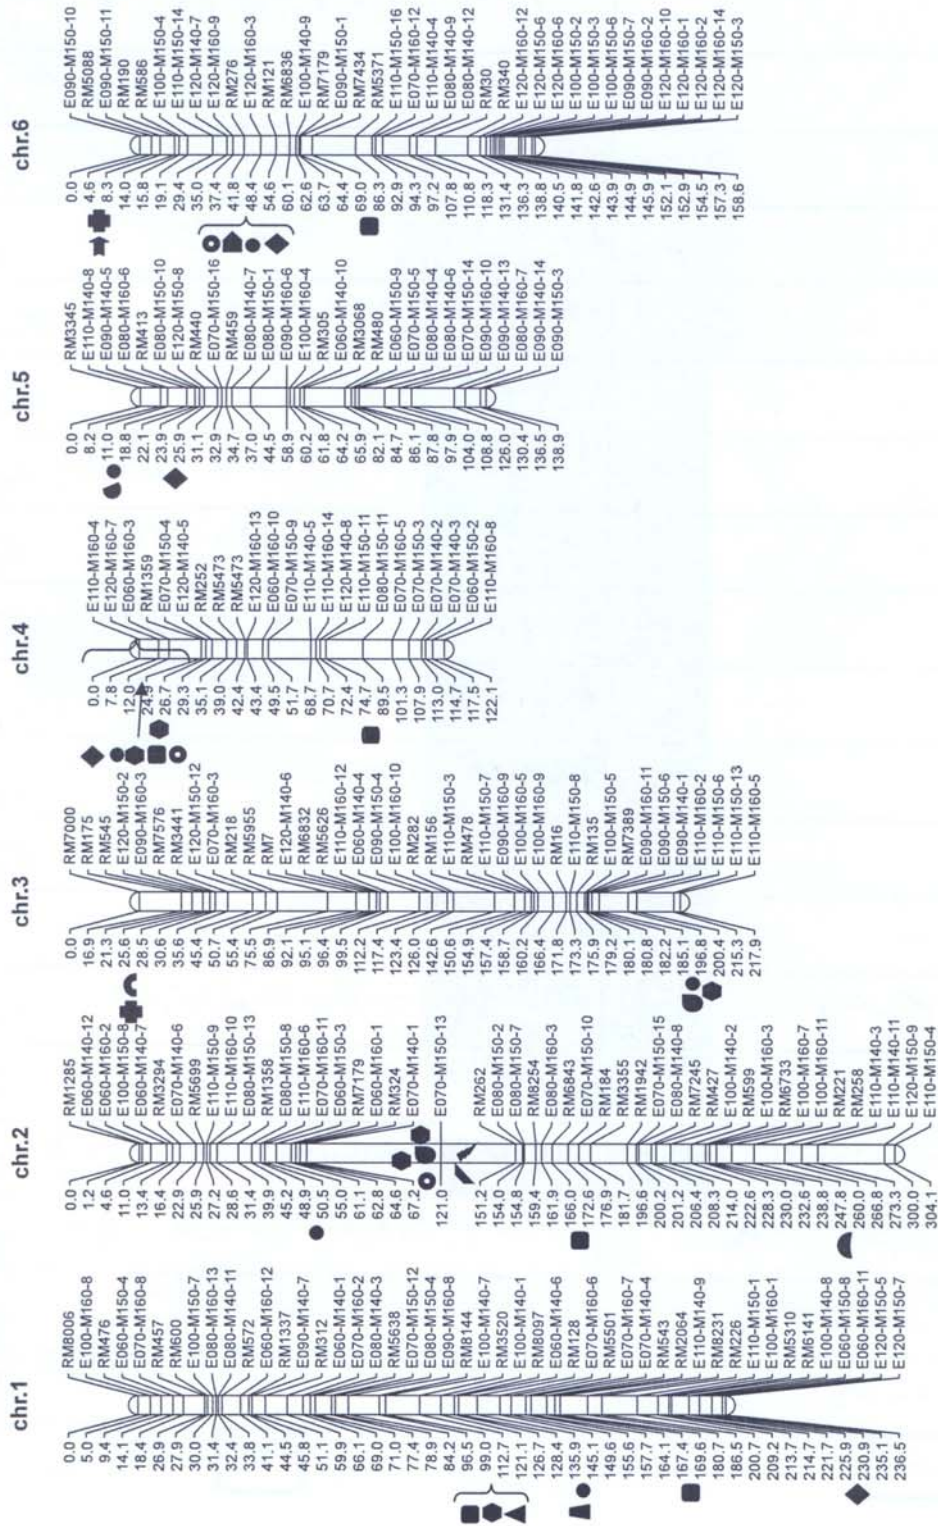 chr.1
0.0
5.0
9.4
14.1
18.4
26.9
27.9
31.4
32.4
33.8
41.1
44.5
45.8
51.1
59.9
66.1
69.0
71.0
77.4
78.9
84.2
96.5
99.0
112.7
121.1
126.7
128.4
135.9
145.1
149.6
155.6
157.7
164.1
167.4
169.6
180.7
186.5
200.7
209.2
213.7
214.7
221.7
225.9
230.9
235.1
236.5
RM8006
E100-M160-8
RM476
E060-M150-4
E070-M160-8
RM457
RM600
E100-M150-7
E080-M160-13
E080-M140-11
RM572
E060-M160-12
RM1337
E090-M140-7
RM312
E060-M140-1
E070-M160-2
E080-M140-3
RM5638
E070-M150-12
E080-M150-4
E090-M160-8
RM8144
E100-M140-7
RM3520
E100-M140-1
RM8097
E080-M140-6
RM128
E070-M160-6
RM5501
E070-M160-7
E070-M140-4
RM543
RM2064
E110-M140-9
RM8231
RM226
E110-M150-1
E100-M160-1
RM5310
RM6141
E100-M140-8
E060-M150-8
E060-M160-11
E120-M150-5
E120-M150-7
chr.2
0.0
1.2
4.6
11.0
13.4
16.4
22.9
25.9
27.2
28.6
31.4
39.9
45.2
48.9
50.5
55.0
61.1
62.8
64.6
67.2
121.0
151.2
154.0
154.8
159.4
161.9
166.0
172.6
176.9
181.7
196.6
200.2
201.2
206.4
208.3
214.0
222.6
228.3
230.0
232.6
238.8
247.8
260.0
266.8
273.3
300.0
304.1
RM1285
E060-M140-12
E060-M160-2
E100-M150-8
E060-M140-7
RM3294
E070-M140-6
RM5699
E110-M150-9
E110-M160-10
E080-M150-13
RM1358
E080-M150-8
E110-M160-6
E070-M160-11
E060-M150-3
RM7179
E060-M160-1
RM324
E070-M140-1
E070-M150-13
RM262
E080-M150-2
E080-M150-7
RM8254
E080-M160-3
RM6843
E070-M150-10
RM184
RM3355
RM1942
E070-M150-15
E080-M140-8
RM7245
RM427
E100-M140-2
RM599
E100-M160-3
RM6733
E100-M160-7
E100-M160-11
RM221
RM258
E110-M140-3
E110-M140-11
E120-M150-9
E110-M150-4
chr.3
0.0
16.9
21.3
25.6
28.5
30.6
35.6
45.4
50.7
55.4
75.5
86.9
92.1
95.1
96.4
99.5
112.2
117.4
123.4
126.0
142.6
150.6
154.9
157.4
158.7
160.2
166.4
171.8
173.3
175.9
179.2
180.1
180.8
182.2
185.1
196.8
200.4
215.3
217.9
RM7000
RM175
RM545
E120-M150-2
E090-M160-3
RM7576
RM3441
E120-M150-12
E070-M160-3
RM218
RM5955
RM7
E120-M140-6
RM6832
RM5626
E110-M160-12
E060-M140-4
E090-M150-4
E100-M160-10
RM282
RM156
E110-M150-3
RM478
E110-M150-7
E090-M160-9
E100-M160-5
E100-M160-9
RM16
E110-M150-8
RM135
E100-M150-5
RM7389
E090-M160-11
E090-M150-6
E090-M140-1
E110-M160-2
E110-M150-6
E110-M150-13
E110-M160-5
chr.4
0.0
7.8
12.0
24.9
26.7
29.3
35.1
39.0
42.4
43.4
49.5
51.7
68.7
70.7
72.4
74.7
89.5
101.3
107.9
113.0
114.7
117.5
122.1
E110-M160-4
E120-M160-7
E060-M160-3
RM1359
E070-M150-4
E120-M140-5
RM252
RM5473
RM5473
E120-M160-13
E060-M160-10
E070-M150-9
E110-M140-5
E110-M160-14
E120-M140-8
E110-M150-11
E080-M150-11
E070-M160-5
E070-M150-3
E070-M140-2
E070-M140-3
E060-M150-2
E110-M160-8
chr.5
0.0
8.2
11.0
18.8
22.1
23.9
25.9
31.1
32.9
34.7
37.0
44.5
58.9
60.2
61.8
64.2
65.9
82.1
84.7
86.1
87.8
97.9
104.0
108.8
126.0
130.4
136.5
138.9
RM3345
E110-M140-8
E090-M140-5
E080-M160-6
RM413
E080-M150-10
E120-M150-8
RM440
E070-M150-16
RM459
E080-M140-7
E080-M150-1
E090-M160-6
E100-M160-4
RM305
E060-M140-10
RM3068
RM480
E060-M150-9
E070-M150-5
E080-M140-4
E080-M140-6
E070-M150-14
E090-M160-10
E090-M140-13
E080-M160-7
E090-M140-14
E090-M150-3
chr.6
0.0
4.6
8.3
14.0
15.8
19.1
29.4
35.0
37.4
41.8
48.4
54.6
60.1
62.6
63.7
64.4
69.0
86.3
92.9
94.3
97.2
107.8
110.8
118.3
131.4
136.3
138.8
140.5
141.8
142.6
143.9
144.9
145.9
152.1
152.9
154.5
157.3
158.6
E090-M150-10
RM5088
E090-M150-11
RM190
RM586
E100-M150-4
E110-M150-14
E120-M140-7
E120-M160-9
RM276
E120-M160-3
RM121
RM6836
E100-M140-9
RM7179
E090-M150-1
RM7434
RM5371
E110-M150-16
E070-M160-12
E110-M140-4
E080-M140-9
E080-M140-12
RM30
RM340
E120-M160-12
E120-M150-6
E120-M160-6
E100-M150-2
E100-M150-3
E100-M150-6
E090-M150-7
E090-M160-2
E120-M160-10
E120-M160-1
E120-M160-2
E120-M160-14
E120-M150-3